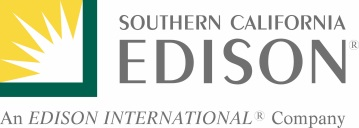 SOUTHERN CALIFORNIA
EDISON®
An EDISON INTERNATIONAL® Company